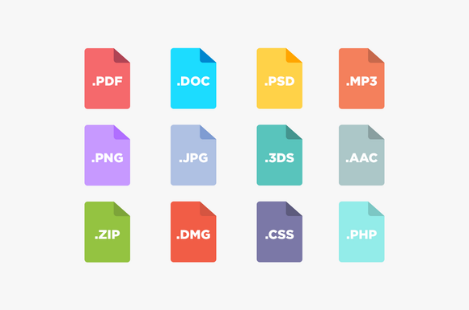 .PDF .DOC .PSD .MP3
.PNG .JPG .3DS .AAC
.ZIP .DMG .CSS .PHP